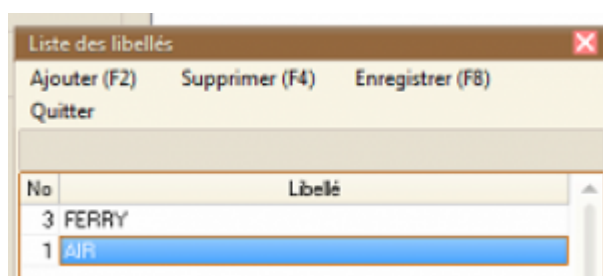 Liste des libellés
Ajouter (F2) Supprimer (F4) Enregistrer (F8)
Quitter
No Libellé
3 FERRY
1 AIR